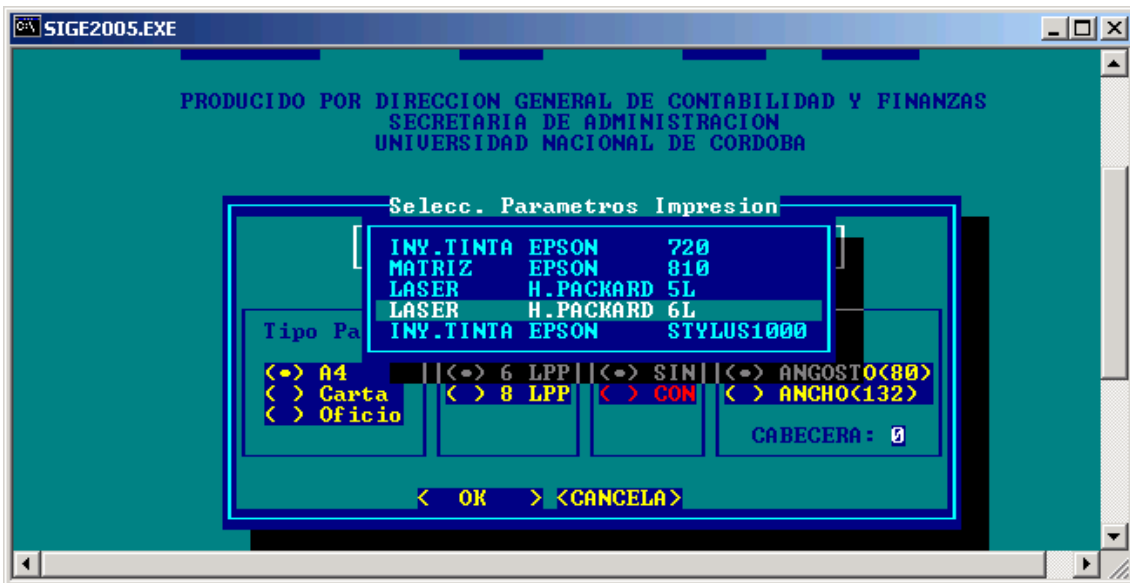 SIGE2005.EXE
PRODUCIDO POR DIRECCION GENERAL DE CONTABILIDAD Y FINANZAS
SECRETARIA DE ADMINISTRACION
UNIVERSIDAD NACIONAL DE CORDOBA
Selecc. Parametros Impresion
INY.TINTA EPSON 720
MATRIZ EPSON 810
LASER H.PACKARD 5L
LASER H.PACKARD 6L
INY.TINTA EPSON STYLUS1000
Tipo Pa
(•) A4 (•) 6 LPP (•) SIN (•) ANGOSTO(80)
( ) Carta ( ) 8 LPP ( ) CON ( ) ANCHO(132)
( ) Oficio
CABECERA: 0
< OK > <CANCELA>